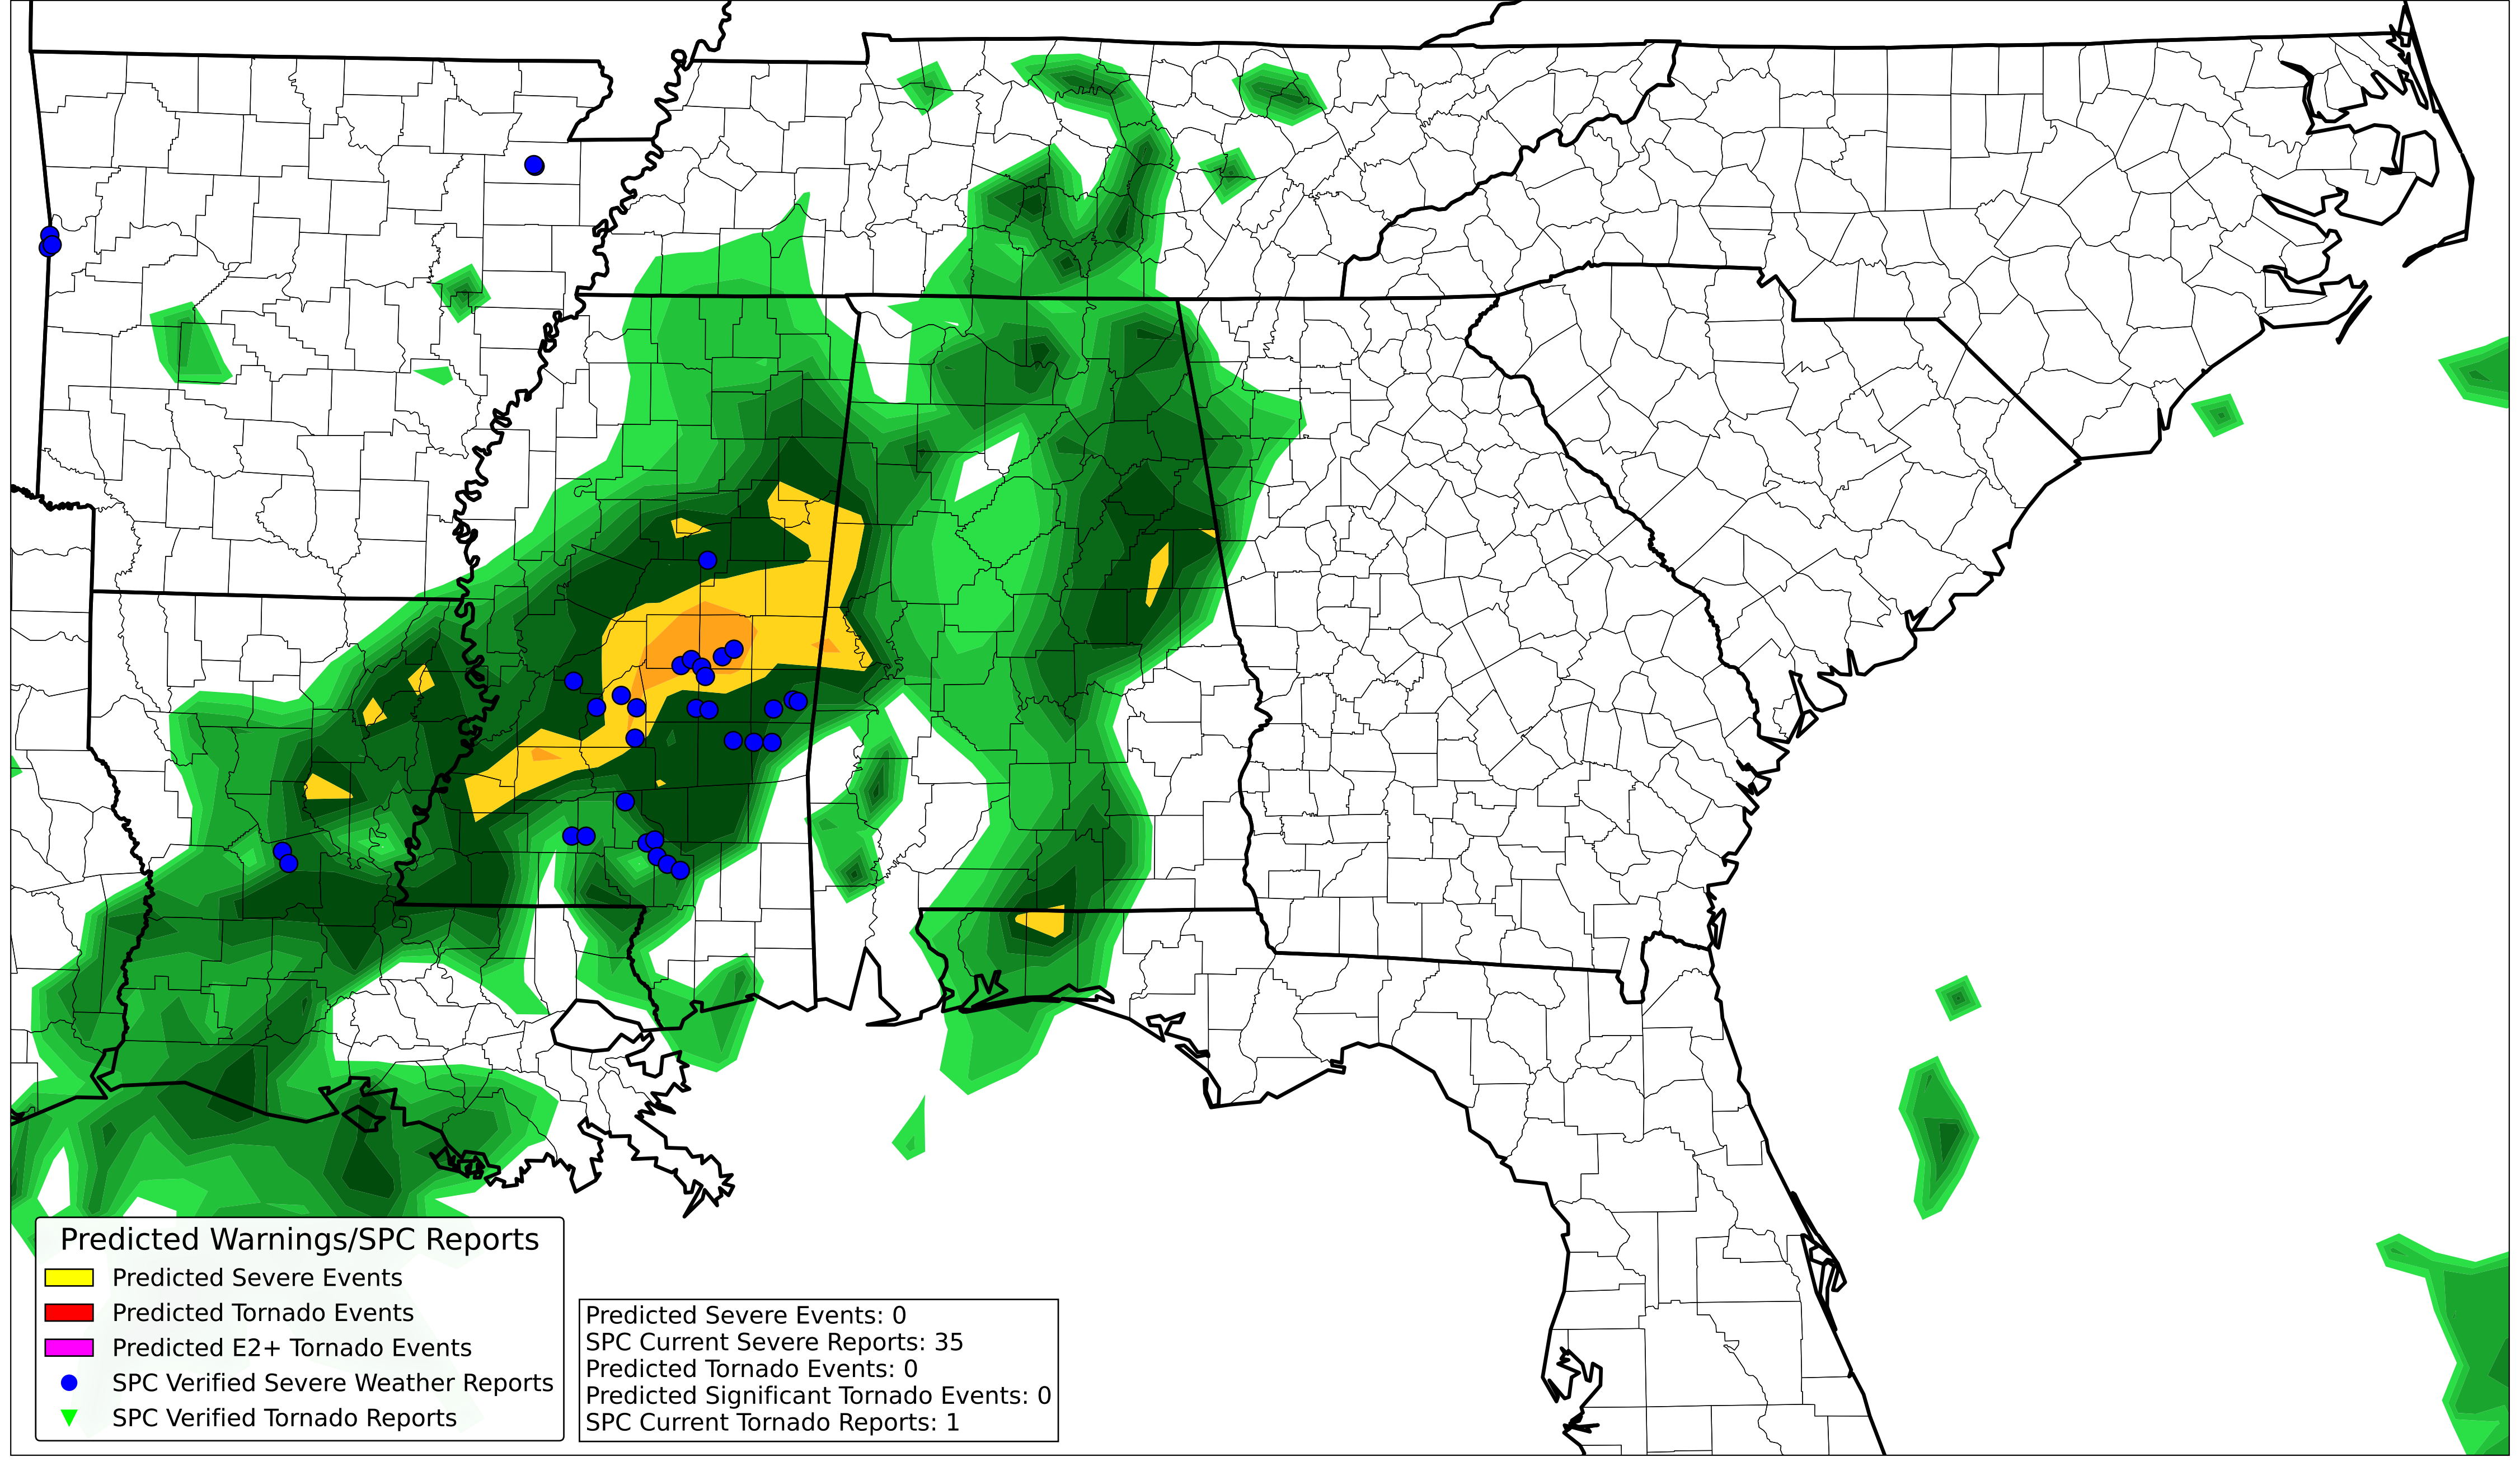 Predicted Warnings/SPC Reports
Predicted Severe Events
Predicted Tornado Events
Predicted E2+ Tornado Events
SPC Verified Severe Weather Reports
SPC Verified Tornado Reports
Predicted Severe Events: 0
SPC Current Severe Reports: 35
Predicted Tornado Events: 0
Predicted Significant Tornado Events: 0
SPC Current Tornado Reports: 1